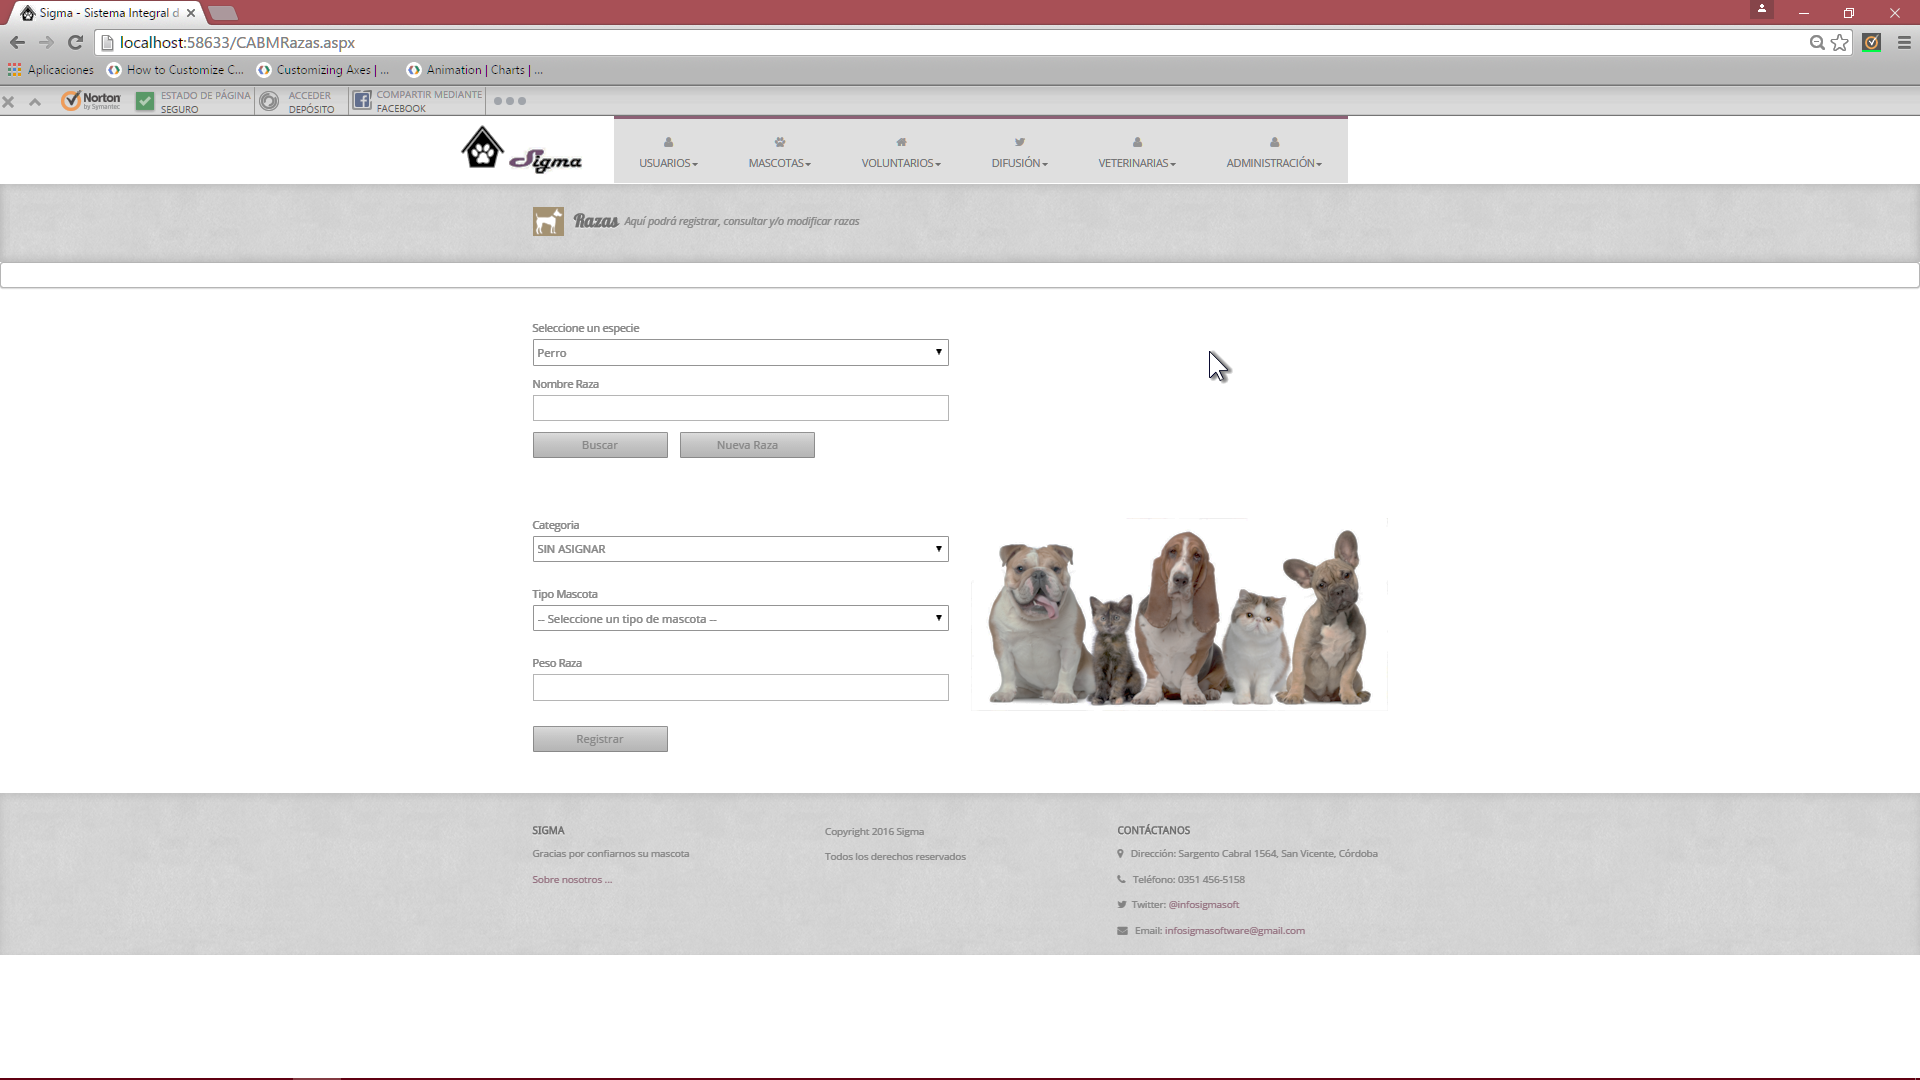 Sigma - Sistema Integral d
localhost:58633/CABMRazas.aspx
Aplicaciones How to Customize C... Customizing Axes | ... Animation | Charts | ...
Norton by Symantec ESTADO DE PÁGINA SEGURO ACCEDER DEPÓSITO COMPARTIR MEDIANTE FACEBOOK
Sigma
USUARIOS MASCOTAS VOLUNTARIOS DIFUSIÓN VETERINARIAS ADMINISTRACIÓN
Razas Aquí podrá registrar, consultar y/o modificar razas
Seleccione un especie
Perro
Nombre Raza
Buscar Nueva Raza
Categoria
SIN ASIGNAR
Tipo Mascota
-- Seleccione un tipo de mascota --
Peso Raza
Registrar
SIGMA
Gracias por confiarnos su mascota
Sobre nosotros ...
Copyright 2016 Sigma
Todos los derechos reservados
CONTÁCTANOS
Dirección: Sargento Cabral 1564, San Vicente, Córdoba
Teléfono: 0351 456-5158
Twitter: @infosigmasoft
Email: infosigmasoftware@gmail.com